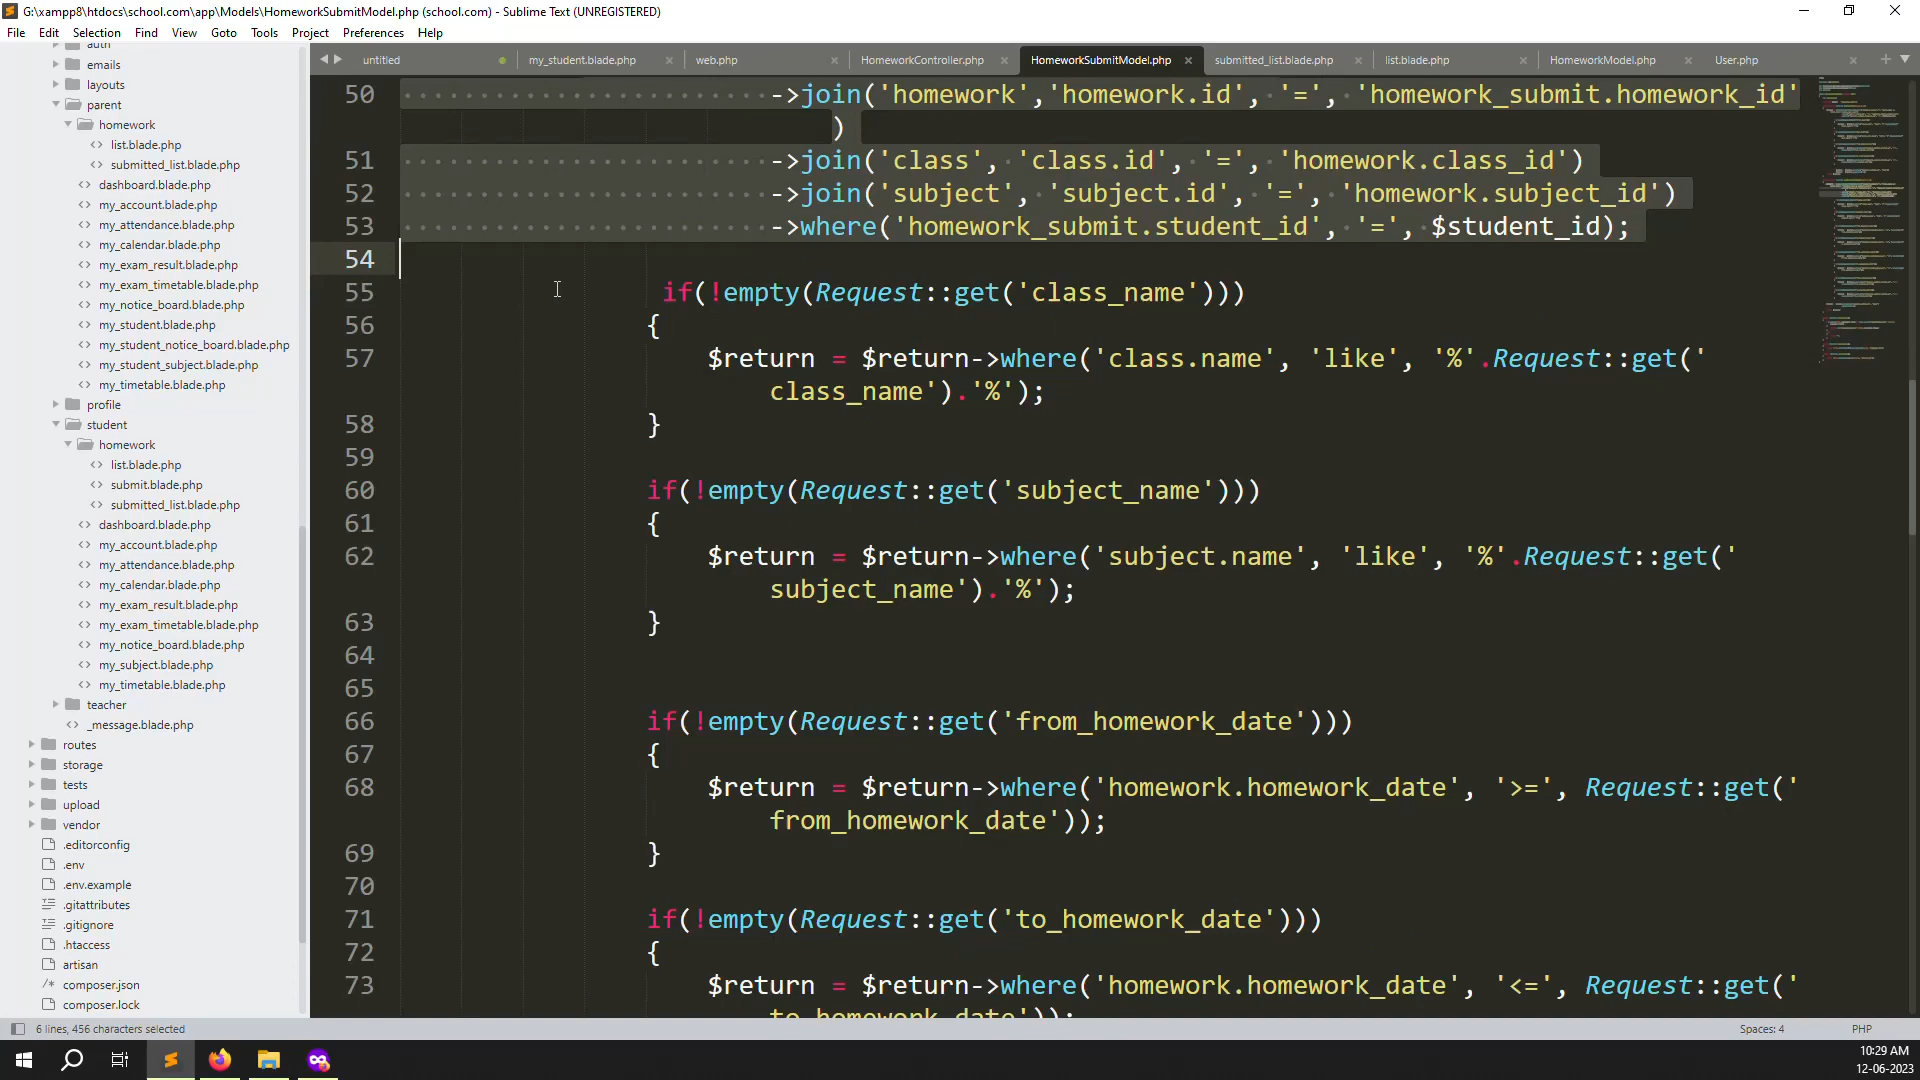 G:\xampp8\htdocs\school.com\app\Models\HomeworkSubmitModel.php (school.com) - Sublime Text (UNREGISTERED)
File Edit Selection Find View Goto Tools Project Preferences Help
auth
emails
layouts
parent
homework
list.blade.php
submitted_list.blade.php
dashboard.blade.php
my_account.blade.php
my_attendance.blade.php
my_calendar.blade.php
my_exam_result.blade.php
my_exam_timetable.blade.php
my_notice_board.blade.php
my_student.blade.php
my_student_notice_board.blade.php
my_student_subject.blade.php
my_timetable.blade.php
profile
student
homework
list.blade.php
submit.blade.php
submitted_list.blade.php
dashboard.blade.php
my_account.blade.php
my_attendance.blade.php
my_calendar.blade.php
my_exam_result.blade.php
my_exam_timetable.blade.php
my_notice_board.blade.php
my_subject.blade.php
my_timetable.blade.php
teacher
_message.blade.php
routes
storage
tests
upload
vendor
.editorconfig
.env
.env.example
.gitattributes
.gitignore
.htaccess
artisan
composer.json
composer.lock
untitled my_student.blade.php web.php HomeworkController.php HomeworkSubmitModel.php submitted_list.blade.php list.blade.php HomeworkModel.php User.php
50 ->join('homework','homework.id', '=', 'homework_submit.homework_id'
)
51 ->join('class', 'class.id', '=', 'homework.class_id')
52 ->join('subject', 'subject.id', '=', 'homework.subject_id')
53 ->where('homework_submit.student_id', '=', $student_id);
54
55 if(!empty(Request::get('class_name')))
56 {
57 $return = $return->where('class.name', 'like', '%'.Request::get('
class_name').'%');
58 }
59
60 if(!empty(Request::get('subject_name')))
61 {
62 $return = $return->where('subject.name', 'like', '%'.Request::get('
subject_name').'%');
63 }
64
65
66 if(!empty(Request::get('from_homework_date')))
67 {
68 $return = $return->where('homework.homework_date', '>=', Request::get('
from_homework_date'));
69 }
70
71 if(!empty(Request::get('to_homework_date')))
72 {
73 $return = $return->where('homework.homework_date', '<=', Request::get('
to_homework_date'));
6 lines, 456 characters selected
Spaces: 4 PHP
10:29 AM
12-06-2023